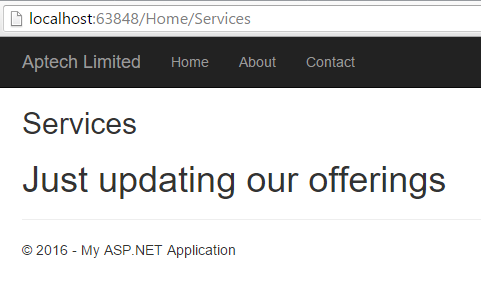 localhost:63848/Home/Services
Aptech Limited Home About Contact
Services
Just updating our offerings
© 2016 - My ASP.NET Application